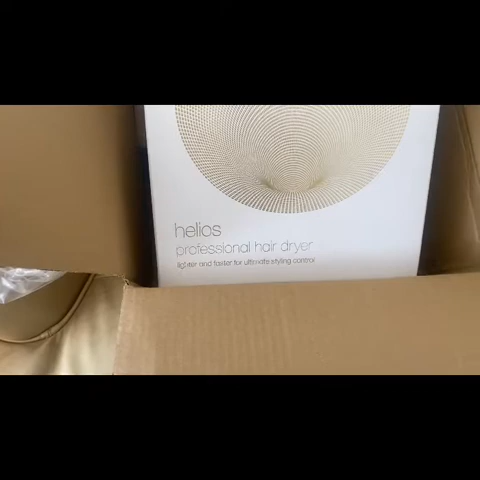 helios
professional hair dryer
lighter and faster for ultimate styling control